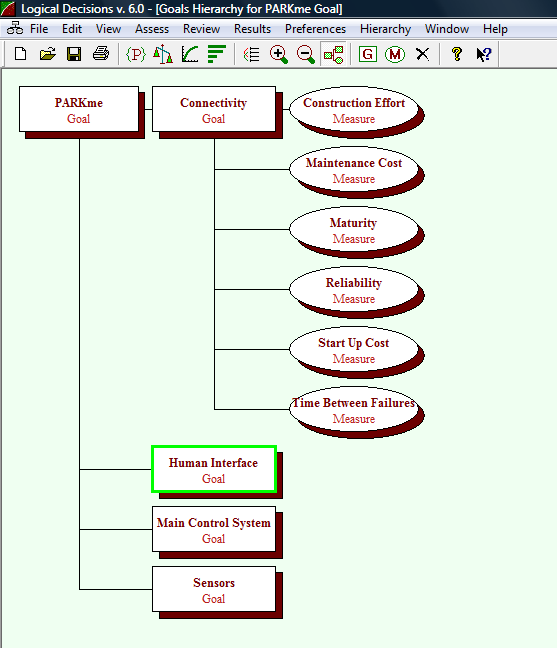 Logical Decisions v. 6.0 - [Goals Hierarchy for PARKme Goal]
File Edit View Assess Review Results Preferences Hierarchy Window Help
{P} G M ? ?
PARKme
Goal
Connectivity
Goal
Construction Effort
Measure
Maintenance Cost
Measure
Maturity
Measure
Reliability
Measure
Start Up Cost
Measure
Time Between Failures
Measure
Human Interface
Goal
Main Control System
Goal
Sensors
Goal